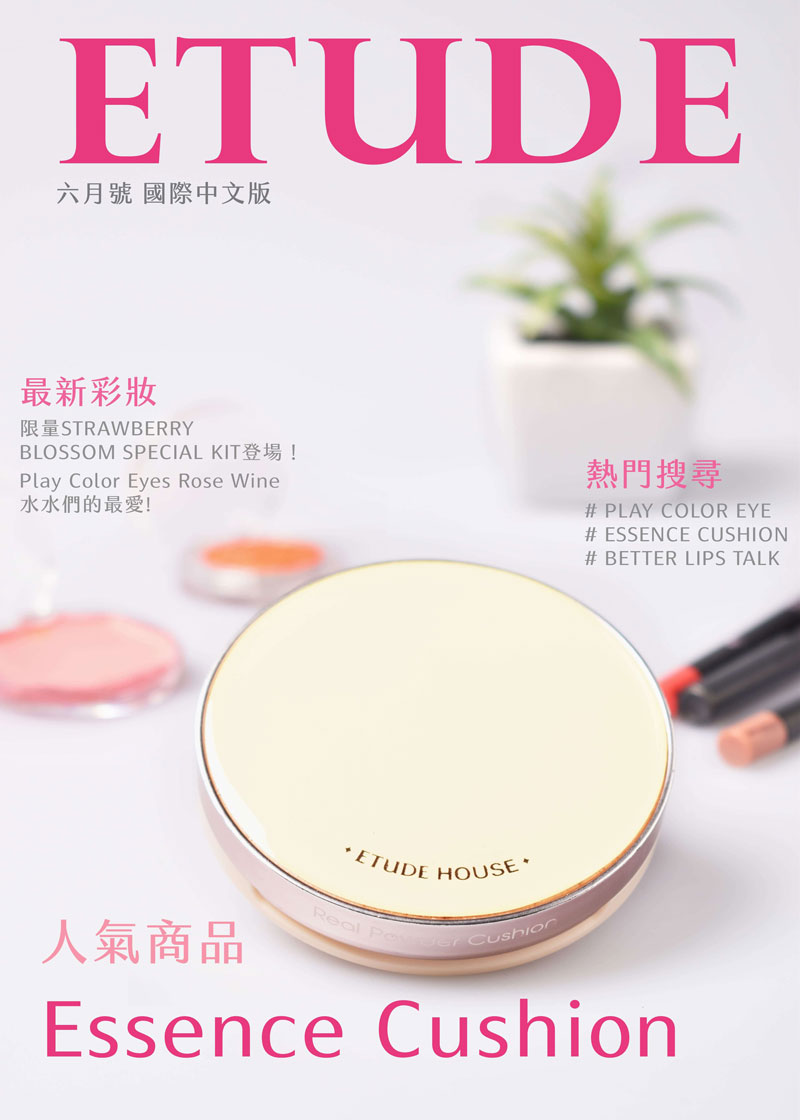 ETUDE
六月號 國際中文版
最新彩妝
限量STRAWBERRY
BLOSSOM SPECIAL KIT登場！
Play Color Eyes Rose Wine
水水們的最愛!
熱門搜尋
# PLAY COLOR EYE
# ESSENCE CUSHION
# BETTER LIPS TALK
ETUDE HOUSE
Real Powder Cushion
人氣商品
Essence Cushion